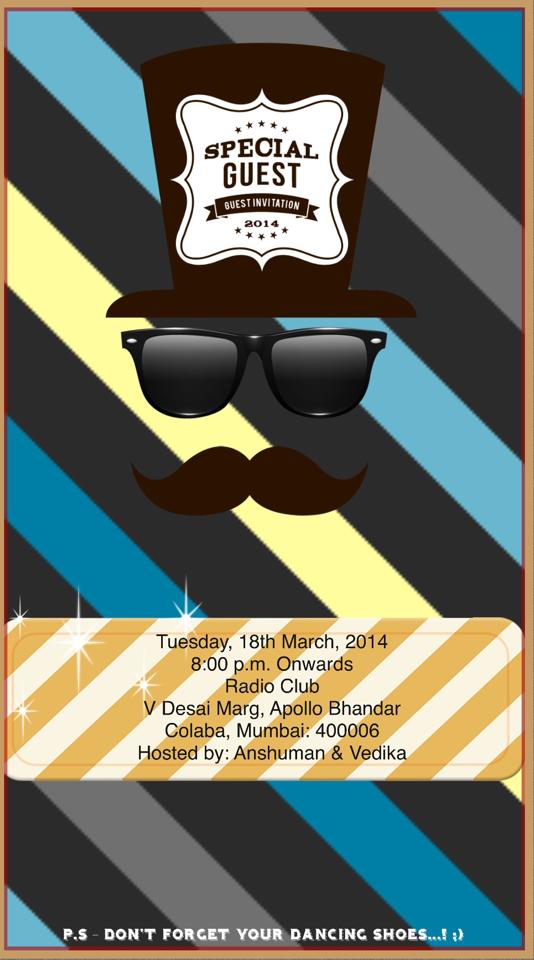 SPECIAL
GUEST
GUEST INVITATION
2014
Tuesday, 18th March, 2014
8:00 p.m. Onwards
Radio Club
V Desai Marg, Apollo Bhandar
Colaba, Mumbai: 400006
Hosted by: Anshuman & Vedika
P.S - DON'T FORGET YOUR DANCING SHOES...! ;)